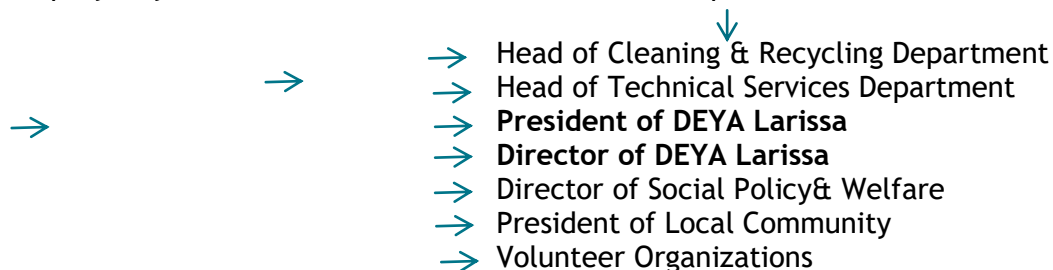 Head of Cleaning & Recycling Department
Head of Technical Services Department
President of DEYA Larissa
Director of DEYA Larissa
Director of Social Policy& Welfare
President of Local Community
Volunteer Organizations